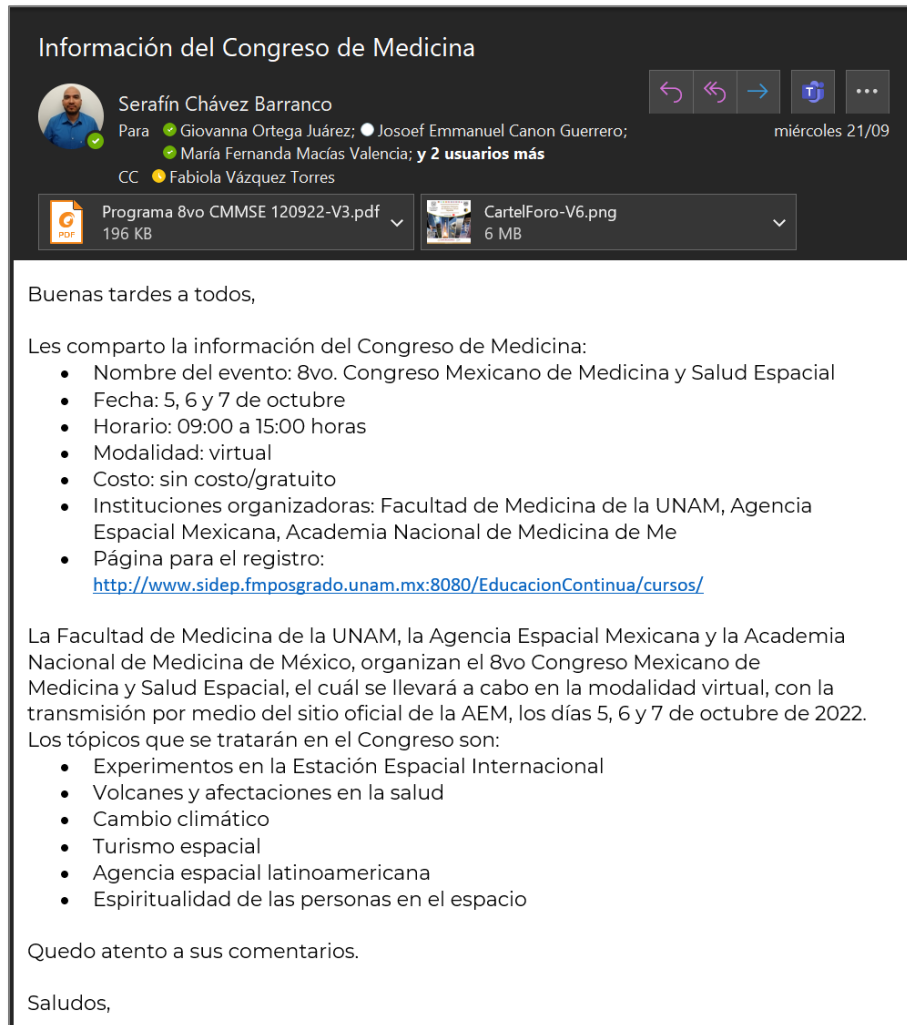 Información del Congreso de Medicina
Serafín Chávez Barranco
Para Giovanna Ortega Juárez; Josoef Emmanuel Canon Guerrero;
miércoles 21/09
María Fernanda Macías Valencia; y 2 usuarios más
CC Fabiola Vázquez Torres
Programa 8vo CMMSE 120922-V3.pdf
196 KB
PDF
CartelForo-V6.png
6 MB
Buenas tardes a todos,
Les comparto la información del Congreso de Medicina:
• Nombre del evento: 8vo. Congreso Mexicano de Medicina y Salud Espacial
• Fecha: 5, 6 y 7 de octubre
• Horario: 09:00 a 15:00 horas
• Modalidad: virtual
• Costo: sin costo/gratuito
• Instituciones organizadoras: Facultad de Medicina de la UNAM, Agencia
Espacial Mexicana, Academia Nacional de Medicina de Me
• Página para el registro:
http://www.sidep.fmposgrado.unam.mx:8080/EducacionContinua/cursos/
La Facultad de Medicina de la UNAM, la Agencia Espacial Mexicana y la Academia
Nacional de Medicina de México, organizan el 8vo Congreso Mexicano de
Medicina y Salud Espacial, el cuál se llevará a cabo en la modalidad virtual, con la
transmisión por medio del sitio oficial de la AEM, los días 5, 6 y 7 de octubre de 2022.
Los tópicos que se tratarán en el Congreso son:
• Experimentos en la Estación Espacial Internacional
• Volcanes y afectaciones en la salud
• Cambio climático
• Turismo espacial
• Agencia espacial latinoamericana
• Espiritualidad de las personas en el espacio
Quedo atento a sus comentarios.
Saludos,